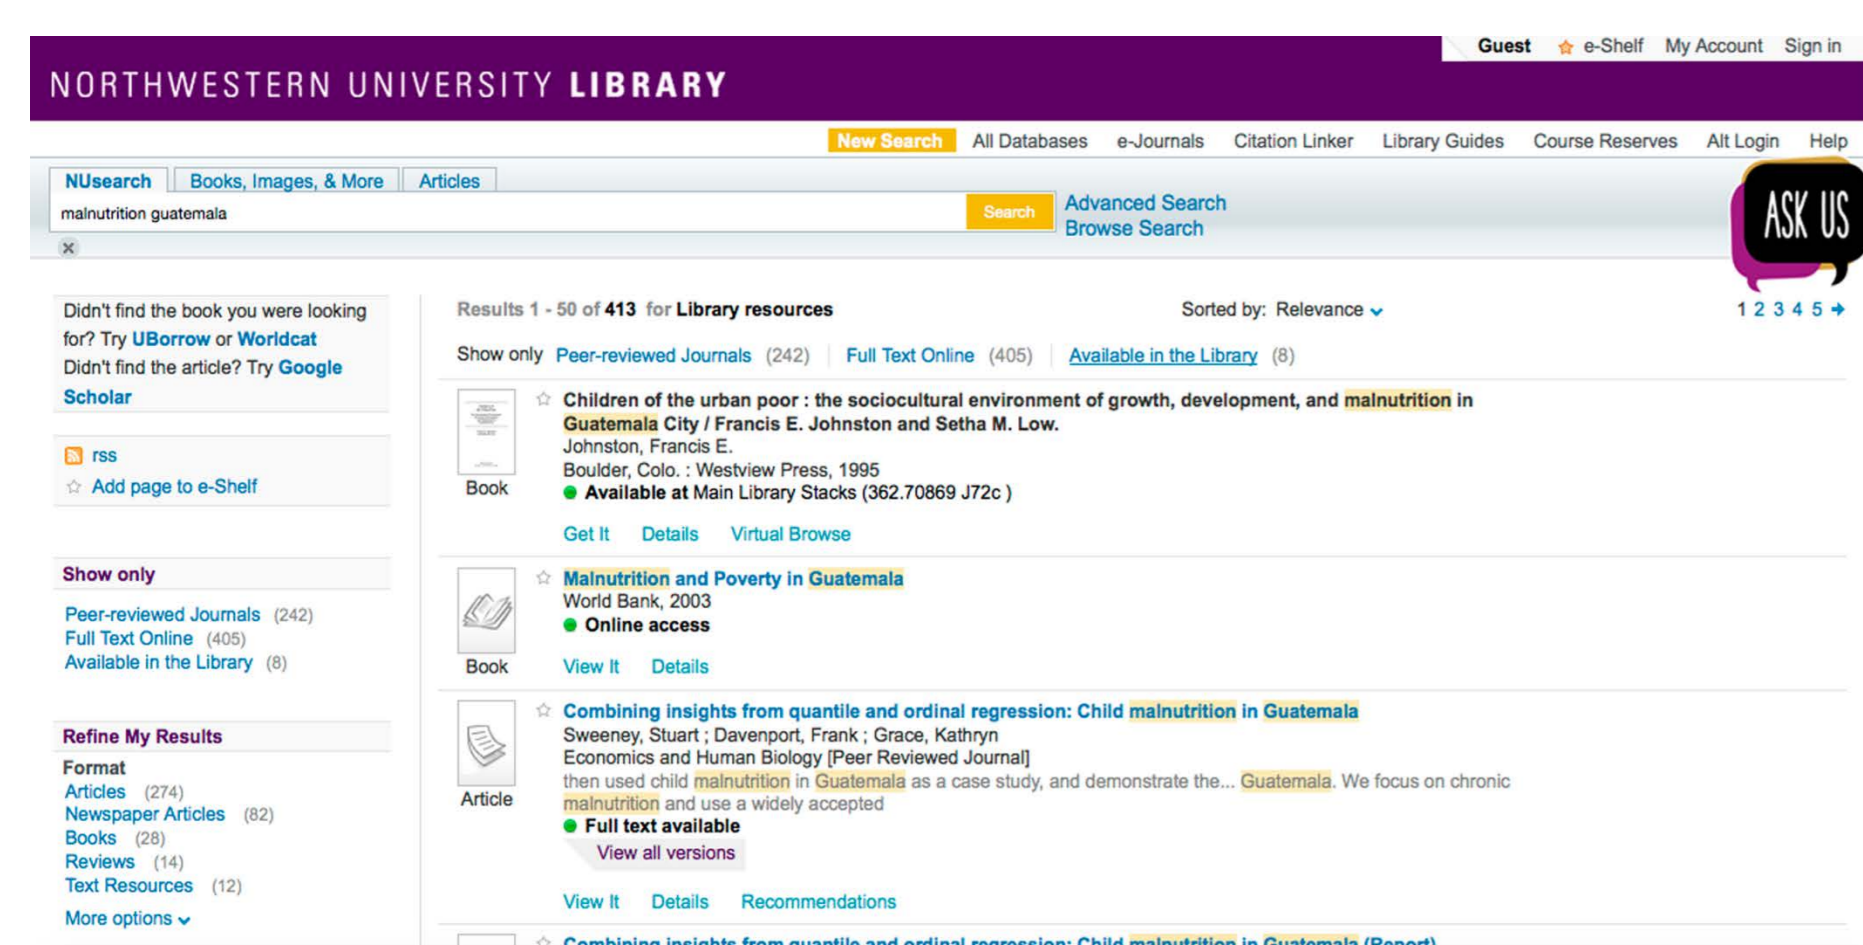 Guest e-Shelf My Account Sign in
NORTHWESTERN UNIVERSITY LIBRARY
New Search All Databases e-Journals Citation Linker Library Guides Course Reserves Alt Login Help
NUsearch Books, Images, & More Articles
malnutrition guatemala
Search
Advanced Search
Browse Search
ASK US
Didn't find the book you were looking
for? Try UBorrow or Worldcat
Didn't find the article? Try Google
Scholar
rss
Add page to e-Shelf
Show only
Peer-reviewed Journals (242)
Full Text Online (405)
Available in the Library (8)
Refine My Results
Format
Articles (274)
Newspaper Articles (82)
Books (28)
Reviews (14)
Text Resources (12)
More options
Results 1 - 50 of 413 for Library resources
Sorted by: Relevance
1 2 3 4 5
Show only Peer-reviewed Journals (242) Full Text Online (405) Available in the Library (8)
Book
Children of the urban poor : the sociocultural environment of growth, development, and malnutrition in
Guatemala City / Francis E. Johnston and Setha M. Low.
Johnston, Francis E.
Boulder, Colo. : Westview Press, 1995
Available at Main Library Stacks (362.70869 J72c )
Get It Details Virtual Browse
Book
Malnutrition and Poverty in Guatemala
World Bank, 2003
Online access
View It Details
Article
Combining insights from quantile and ordinal regression: Child malnutrition in Guatemala
Sweeney, Stuart ; Davenport, Frank ; Grace, Kathryn
Economics and Human Biology [Peer Reviewed Journal]
then used child malnutrition in Guatemala as a case study, and demonstrate the... Guatemala. We focus on chronic
malnutrition and use a widely accepted
Full text available
View all versions
View It Details Recommendations
Combining insights from quantile and ordinal regression: Child malnutrition in Guatemala (Report)